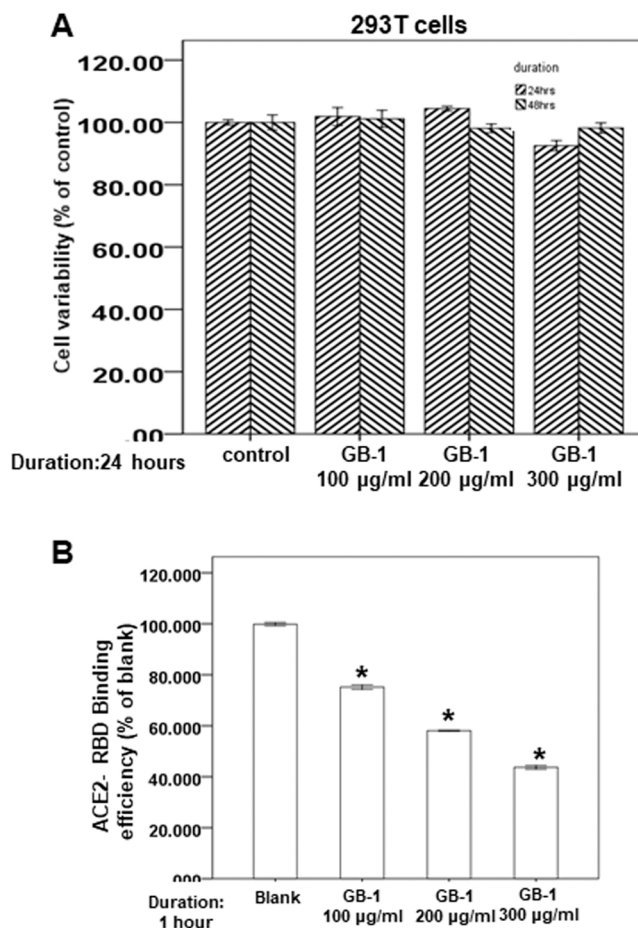 A
293T cells
Cell variability (% of control)
120.00
100.00
80.00
60.00
40.00
20.00
.00
duration
24hrs
48hrs
Duration:24 hours
control
GB-1
100 µg/ml
GB-1
200 µg/ml
GB-1
300 µg/ml
B
ACE2- RBD Binding
efficiency (% of blank)
120.000
100.000
80.000
60.000
40.000
20.000
.000
*
*
*
Duration:
1 hour
Blank
GB-1
100 µg/ml
GB-1
200 µg/ml
GB-1
300 µg/ml